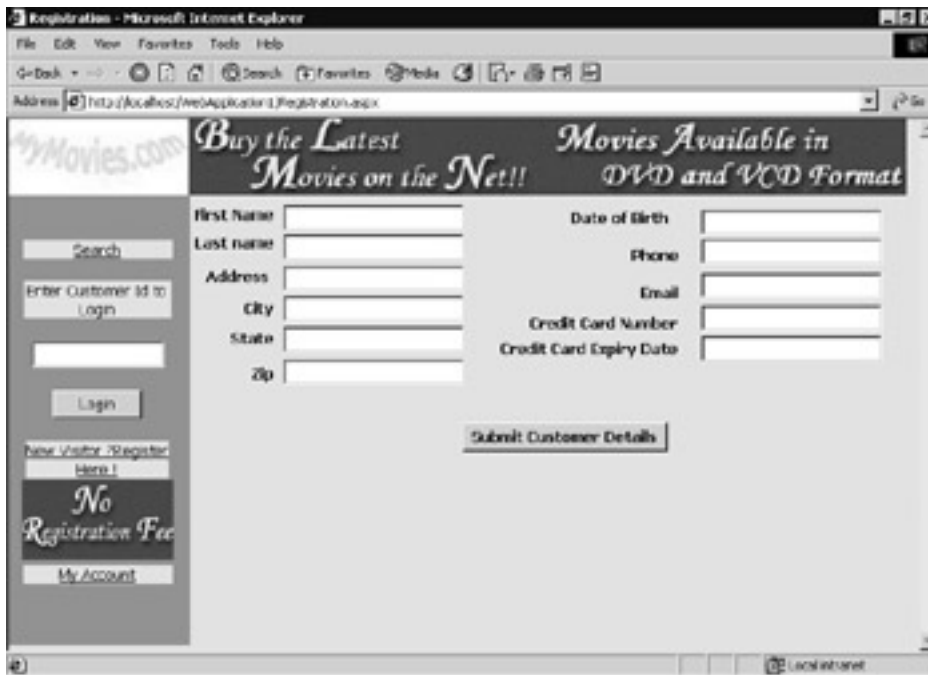 Registration - Microsoft Internet Explorer
File Edit View Favorites Tools Help
Back Search Favorites Media
Address http://localhost/WebApplication1/Registration.aspx Go
MyMovies.com
Buy the Latest
Movies on the Net!!
Movies Available in
DVD and VCD Format
Search
Enter Customer Id to
Login
Login
New Visitor ?Register
Here !
No
Registration Fee
My Account
First Name
Last name
Address
City
State
Zip
Date of Birth
Phone
Email
Credit Card Number
Credit Card Expiry Date
Submit Customer Details
Local intranet